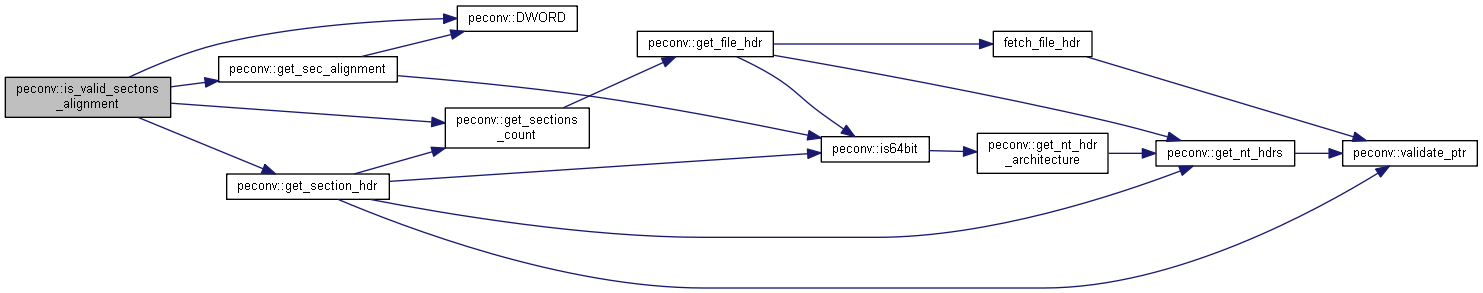 peconv::is_valid_sectons
_alignment
peconv::DWORD
peconv::get_sec_alignment
peconv::get_sections
_count
peconv::get_section_hdr
peconv::get_file_hdr
fetch_file_hdr
peconv::is64bit
peconv::get_nt_hdr
_architecture
peconv::get_nt_hdrs
peconv::validate_ptr